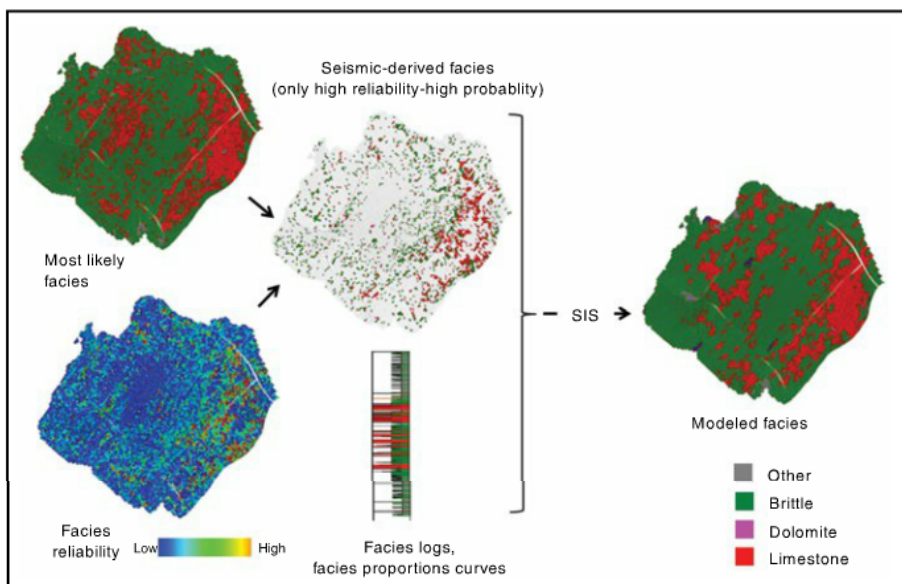 Seismic-derived facies
(only high reliability-high probablity)
Most likely
facies
SIS
Modeled facies
Facies
reliability
Low
High
Facies logs,
facies proportions curves
Other
Brittle
Dolomite
Limestone